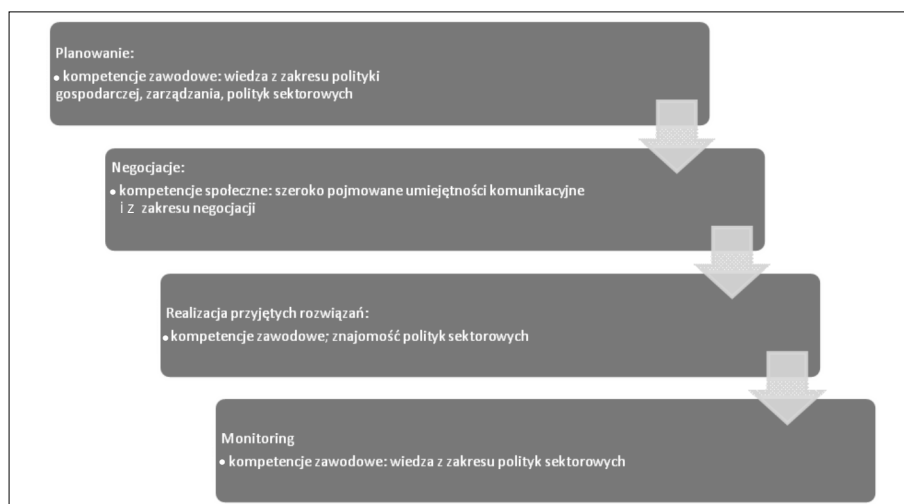 Planowanie:
• kompetencje zawodowe: wiedza z zakresu polityki
gospodarczej, zarządzania, polityk sektorowych
Negocjacje:
• kompetencje społeczne: szeroko pojmowane umiejętności komunikacyjne
i z zakresu negocjacji
Realizacja przyjętych rozwiązań:
• kompetencje zawodowe; znajomość polityk sektorowych
Monitoring
• kompetencje zawodowe: wiedza z zakresu polityk sektorowych